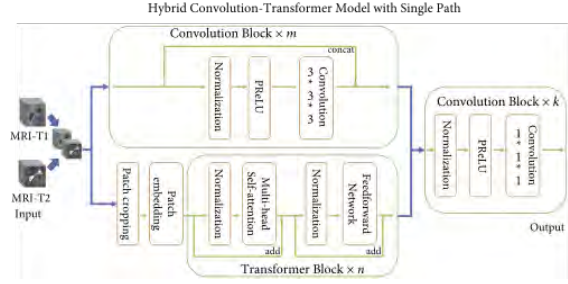 Hybrid Convolution-Transformer Model with Single Path
Convolution Block × m
concat
Normalization
PReLU
Convolution
3 * 3 * 3
MRI-T1
MRI-T2
Input
Patch cropping
Patch
embedding
Normalization
Multi-head
Self-attention
add
Normalization
Feedforward
Network
add
Transformer Block × n
Convolution Block × k
Normalization
PReLU
Convolution
1 * 1 * 1
Output